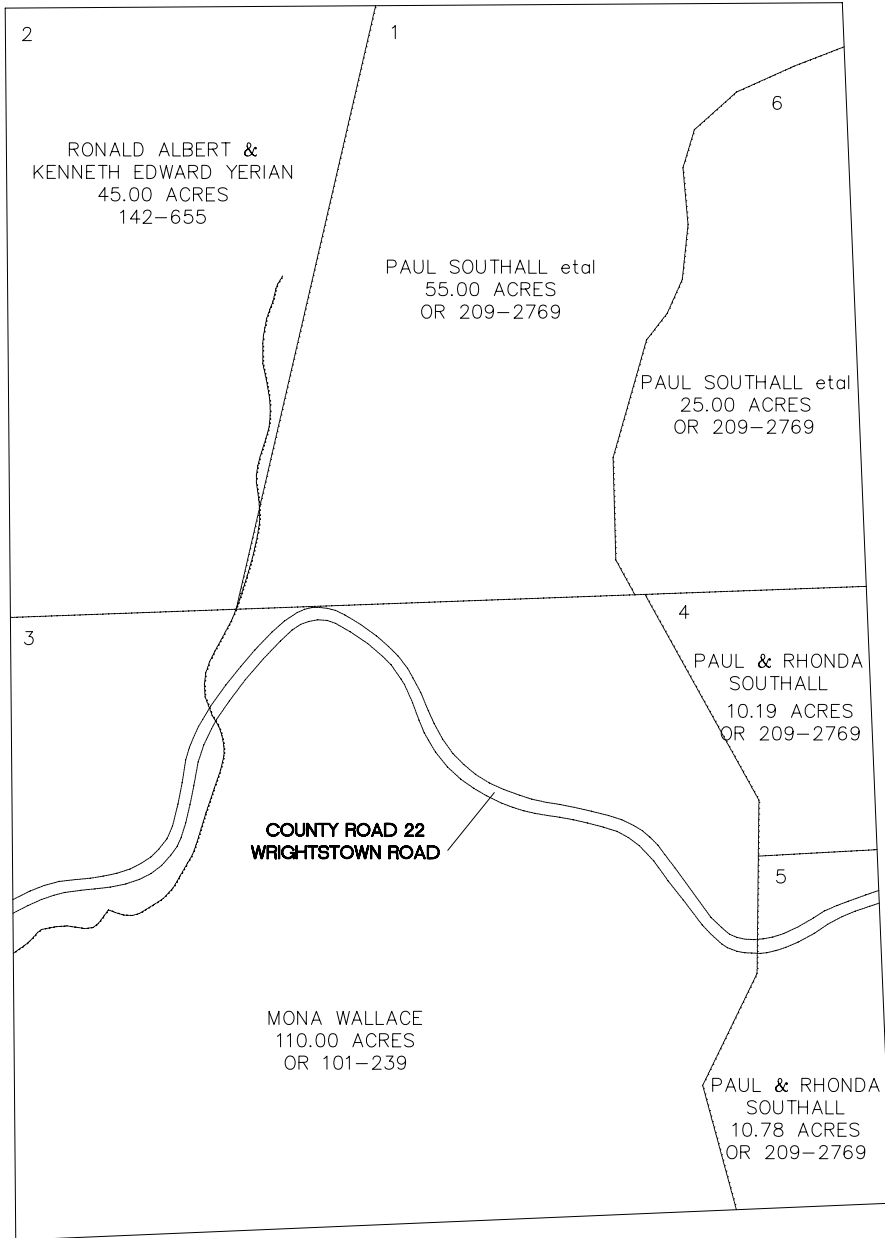 2
RONALD ALBERT &
KENNETH EDWARD YERIAN
45.00 ACRES
142-655
1
PAUL SOUTHALL etal
55.00 ACRES
OR 209-2769
6
PAUL SOUTHALL etal
25.00 ACRES
OR 209-2769
3
4
PAUL & RHONDA
SOUTHALL
10.19 ACRES
OR 209-2769
COUNTY ROAD 22
WRIGHTSTOWN ROAD
5
MONA WALLACE
110.00 ACRES
OR 101-239
PAUL & RHONDA
SOUTHALL
10.78 ACRES
OR 209-2769